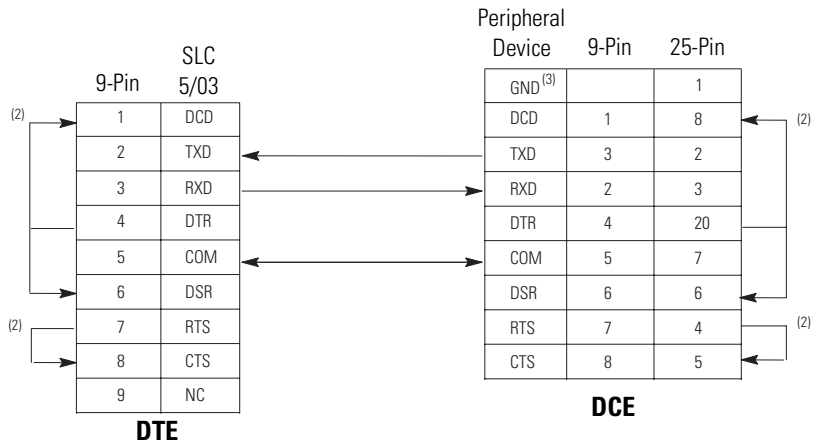 9-Pin SLC 5/03
(2) 1 DCD
2 TXD
3 RXD
4 DTR
5 COM
6 DSR
(2) 7 RTS
8 CTS
9 NC
DTE
Peripheral Device 9-Pin 25-Pin
GND(3) 1
DCD 1 8 (2)
TXD 3 2
RXD 2 3
DTR 4 20
COM 5 7
DSR 6 6
RTS 7 4 (2)
CTS 8 5
DCE